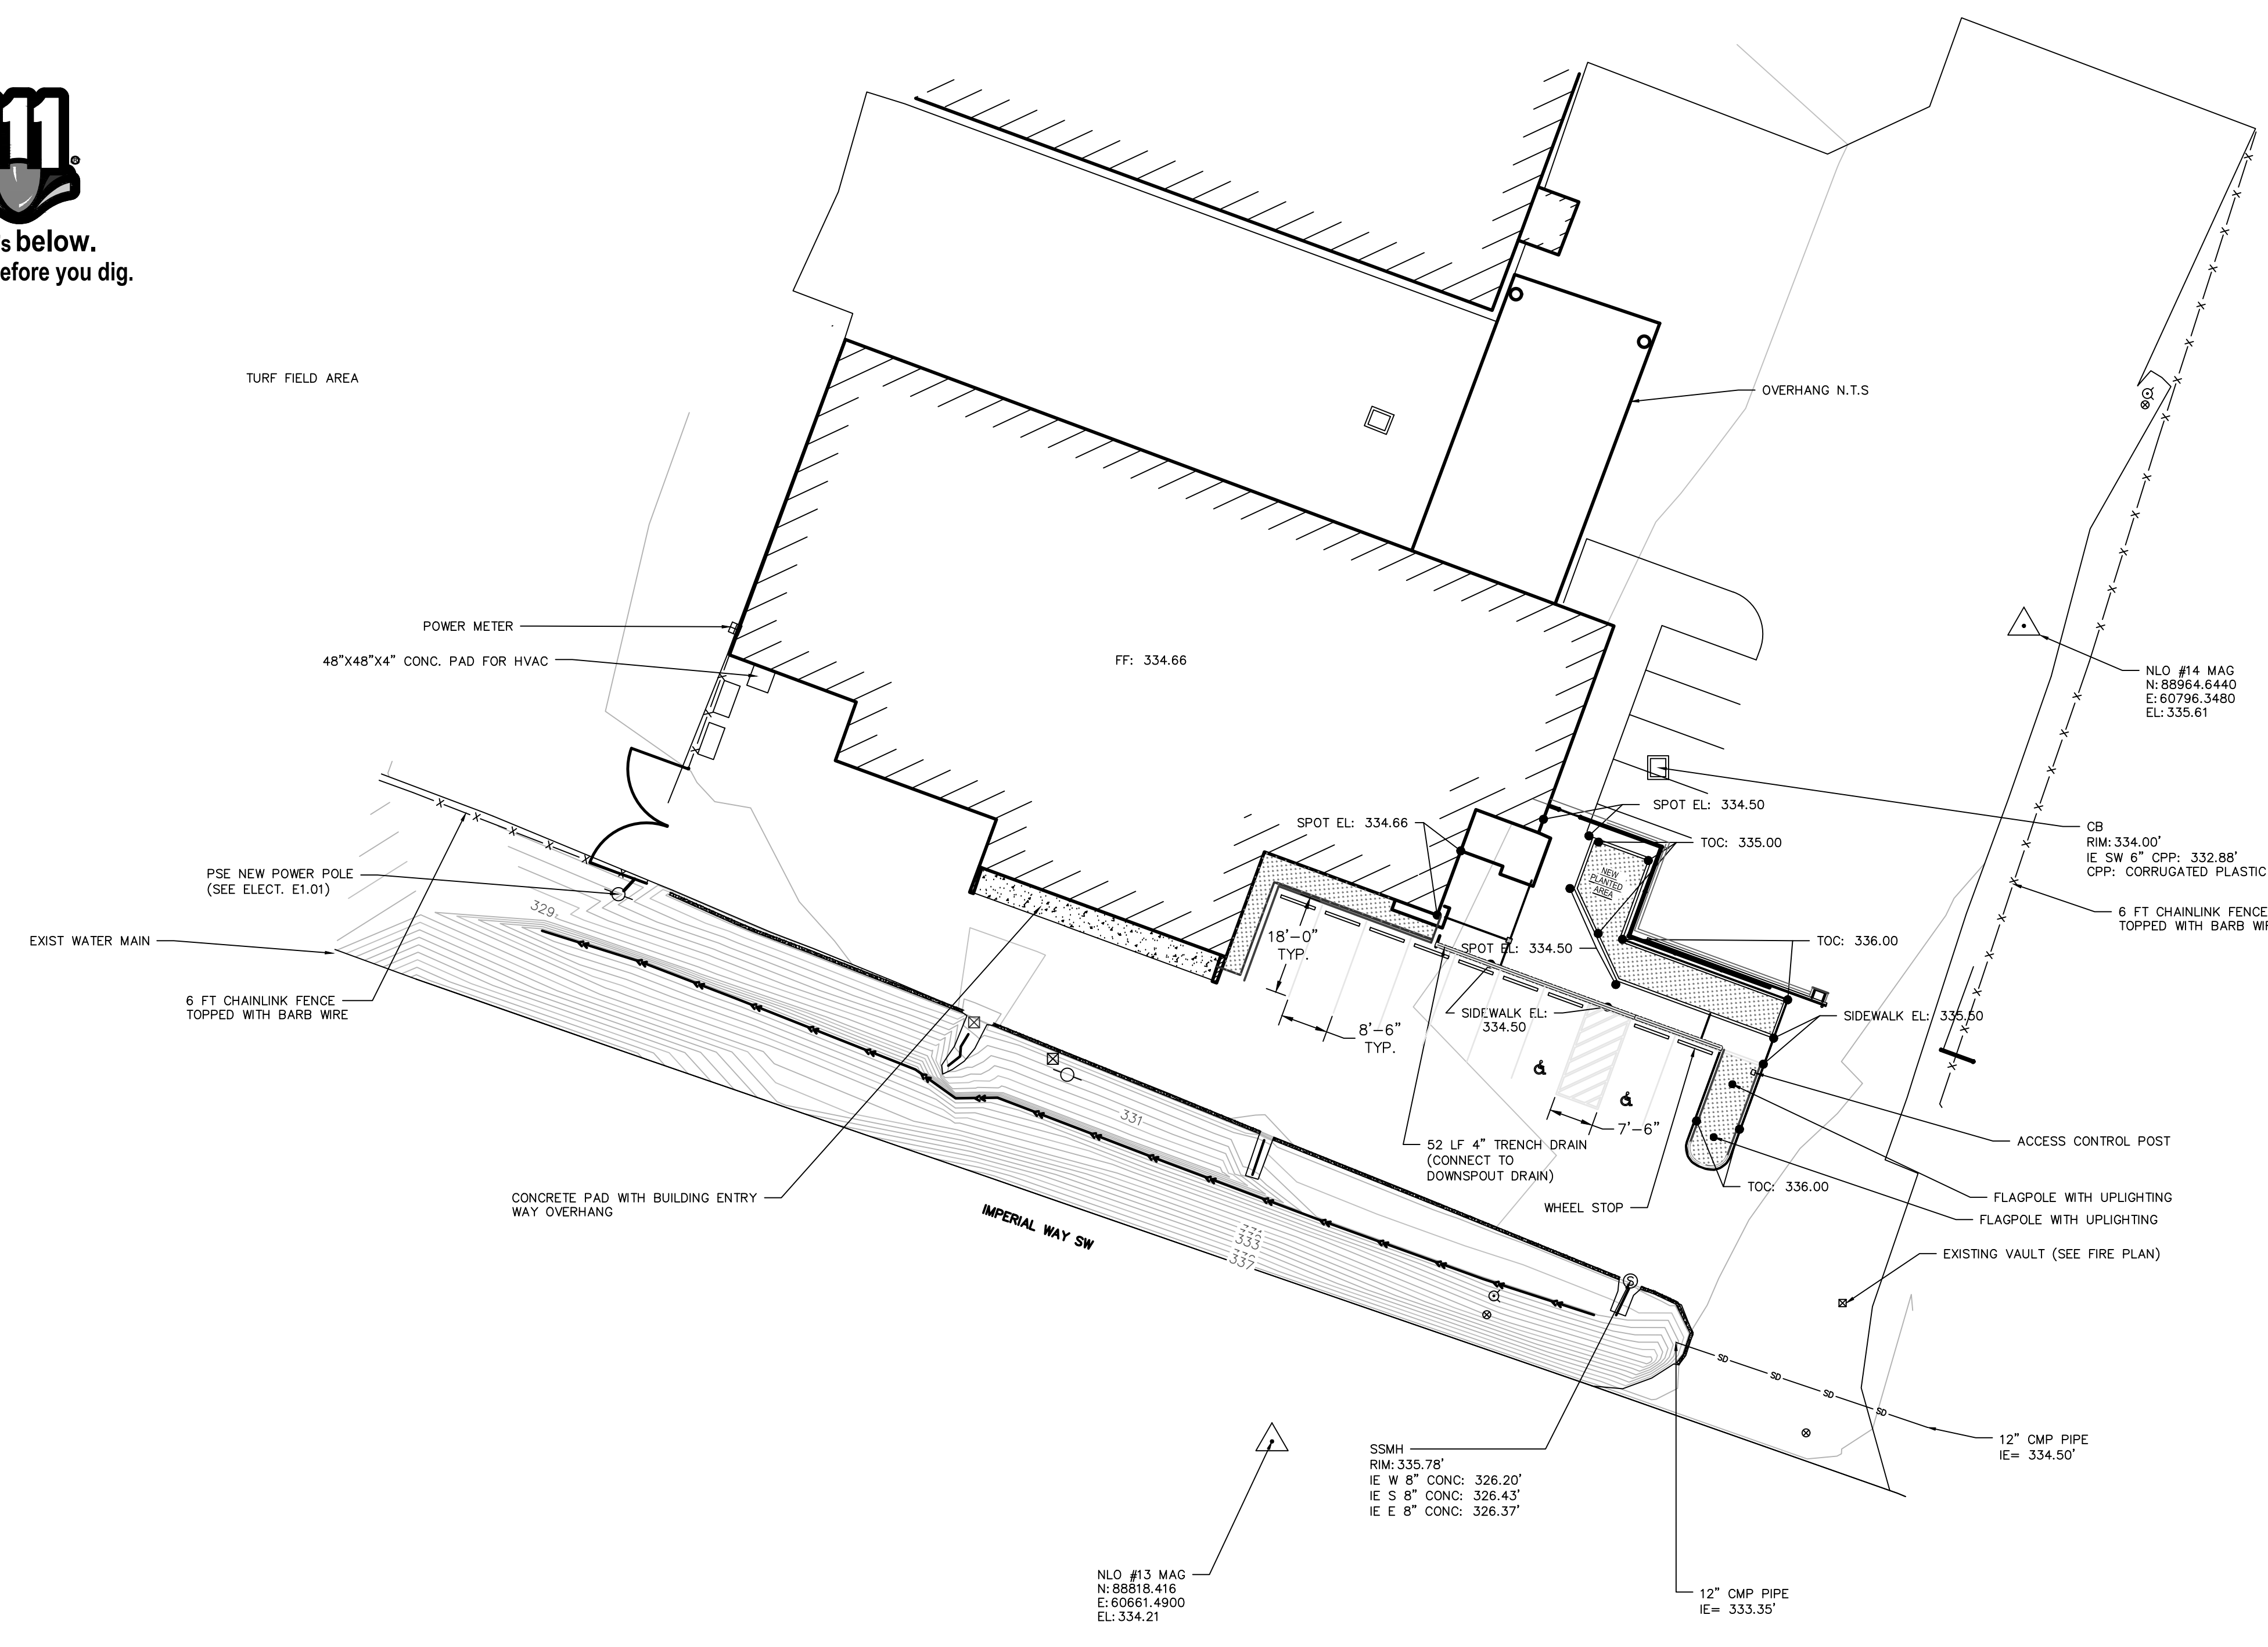 11
®
s below.
efore you dig.
TURF FIELD AREA
OVERHANG N.T.S
POWER METER
48"X48"X4" CONC. PAD FOR HVAC
FF: 334.66
NLO #14 MAG
N:88964.6440
E:60796.3480
EL:335.61
SPOT EL: 334.50
SPOT EL: 334.66
TOC: 335.00
CB
RIM:334.00'
IE SW 6" CPP: 332.88'
CPP: CORRUGATED PLASTIC
NEW
PLANTED
AREA
PSE NEW POWER POLE
(SEE ELECT. E1.01)
329
6 FT CHAINLINK FENCE
TOPPED WITH BARB WI
EXIST WATER MAIN
18'-0"
TYP.
SPOT EL: 334.50
TOC: 336.00
6 FT CHAINLINK FENCE
TOPPED WITH BARB WIRE
SIDEWALK EL:
334.50
SIDEWALK EL: 335.50
8'-6"
TYP.
331
7'-6"
52 LF 4" TRENCH DRAIN
(CONNECT TO
DOWNSPOUT DRAIN)
ACCESS CONTROL POST
TOC: 336.00
CONCRETE PAD WITH BUILDING ENTRY
WAY OVERHANG
FLAGPOLE WITH UPLIGHTING
WHEEL STOP
FLAGPOLE WITH UPLIGHTING
IMPERIAL WAY SW
333
337
EXISTING VAULT (SEE FIRE PLAN)
S
SD
SD
SD
SD
12" CMP PIPE
IE= 334.50'
SSMH
RIM:335.78'
IE W 8" CONC: 326.20'
IE S 8" CONC: 326.43'
IE E 8" CONC: 326.37'
NLO #13 MAG
N:88818.416
E:60661.4900
EL:334.21
12" CMP PIPE
IE= 333.35'